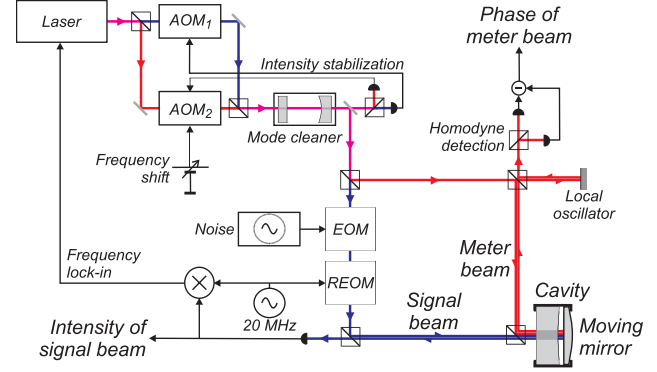 Laser
AOM1
AOM2
Intensity stabilization
Mode cleaner
Frequency
shift
Phase of
meter beam
Homodyne
detection
Local
oscillator
Noise
EOM
REOM
Frequency
lock-in
20 MHz
Meter
beam
Signal
beam
Cavity
Moving
mirror
Intensity of
signal beam